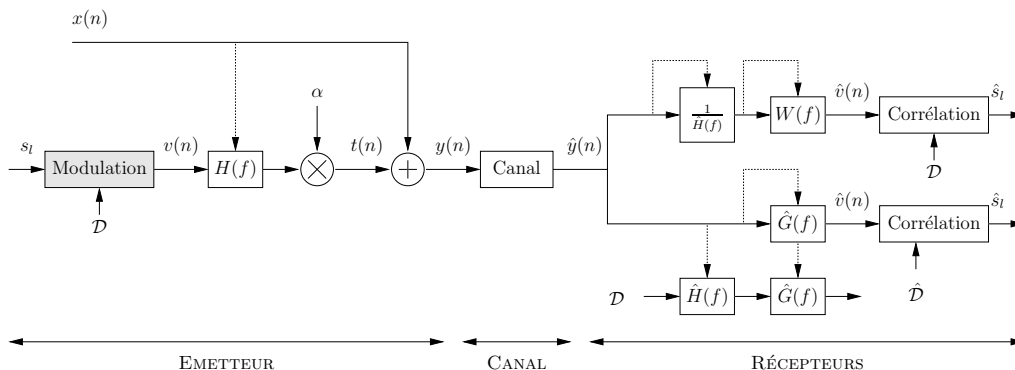 x(n)
α
s_l
Modulation
v(n)
H(f)
×
t(n)
+
y(n)
Canal
ŷ(n)
𝒟
1/Ĥ(f)
W(f)
v̂(n)
Corrélation
ŝ_l
𝒟
Ĝ(f)
v̂(n)
Corrélation
ŝ_l
𝒟
Ĥ(f)
Ĝ(f)
𝒟̂
EMETTEUR
CANAL
RÉCEPTEURS